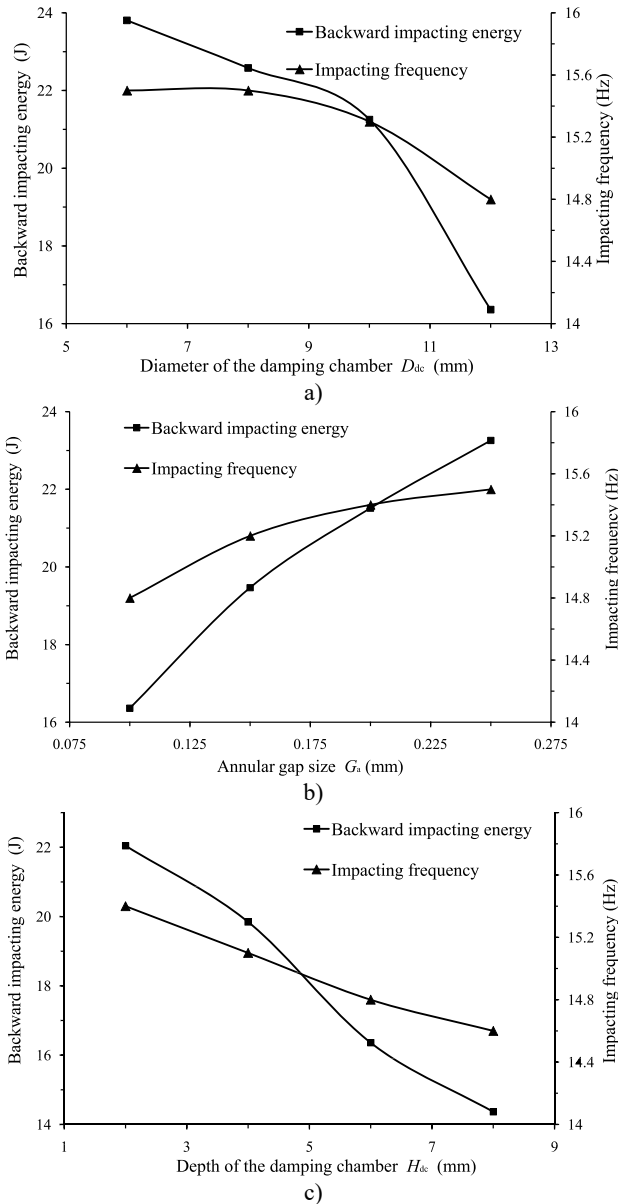 24
22
20
18
16
Backward impacting energy (J)
Backward impacting energy
Impacting frequency
16
15.6
15.2
14.8
14.4
14
Impacting frequency (Hz)
5 7 9 11 13
Diameter of the damping chamber Ddc (mm)
a)
24
22
20
18
16
Backward impacting energy (J)
Backward impacting energy
Impacting frequency
16
15.6
15.2
14.8
14.4
14
Impacting frequency (Hz)
0.075 0.125 0.175 0.225 0.275
Annular gap size Ga (mm)
b)
22
20
18
16
14
Backward impacting energy (J)
Backward impacting energy
Impacting frequency
16
15.6
15.2
14.8
14.4
14
Impacting frequency (Hz)
1 3 5 7 9
Depth of the damping chamber Hdc (mm)
c)